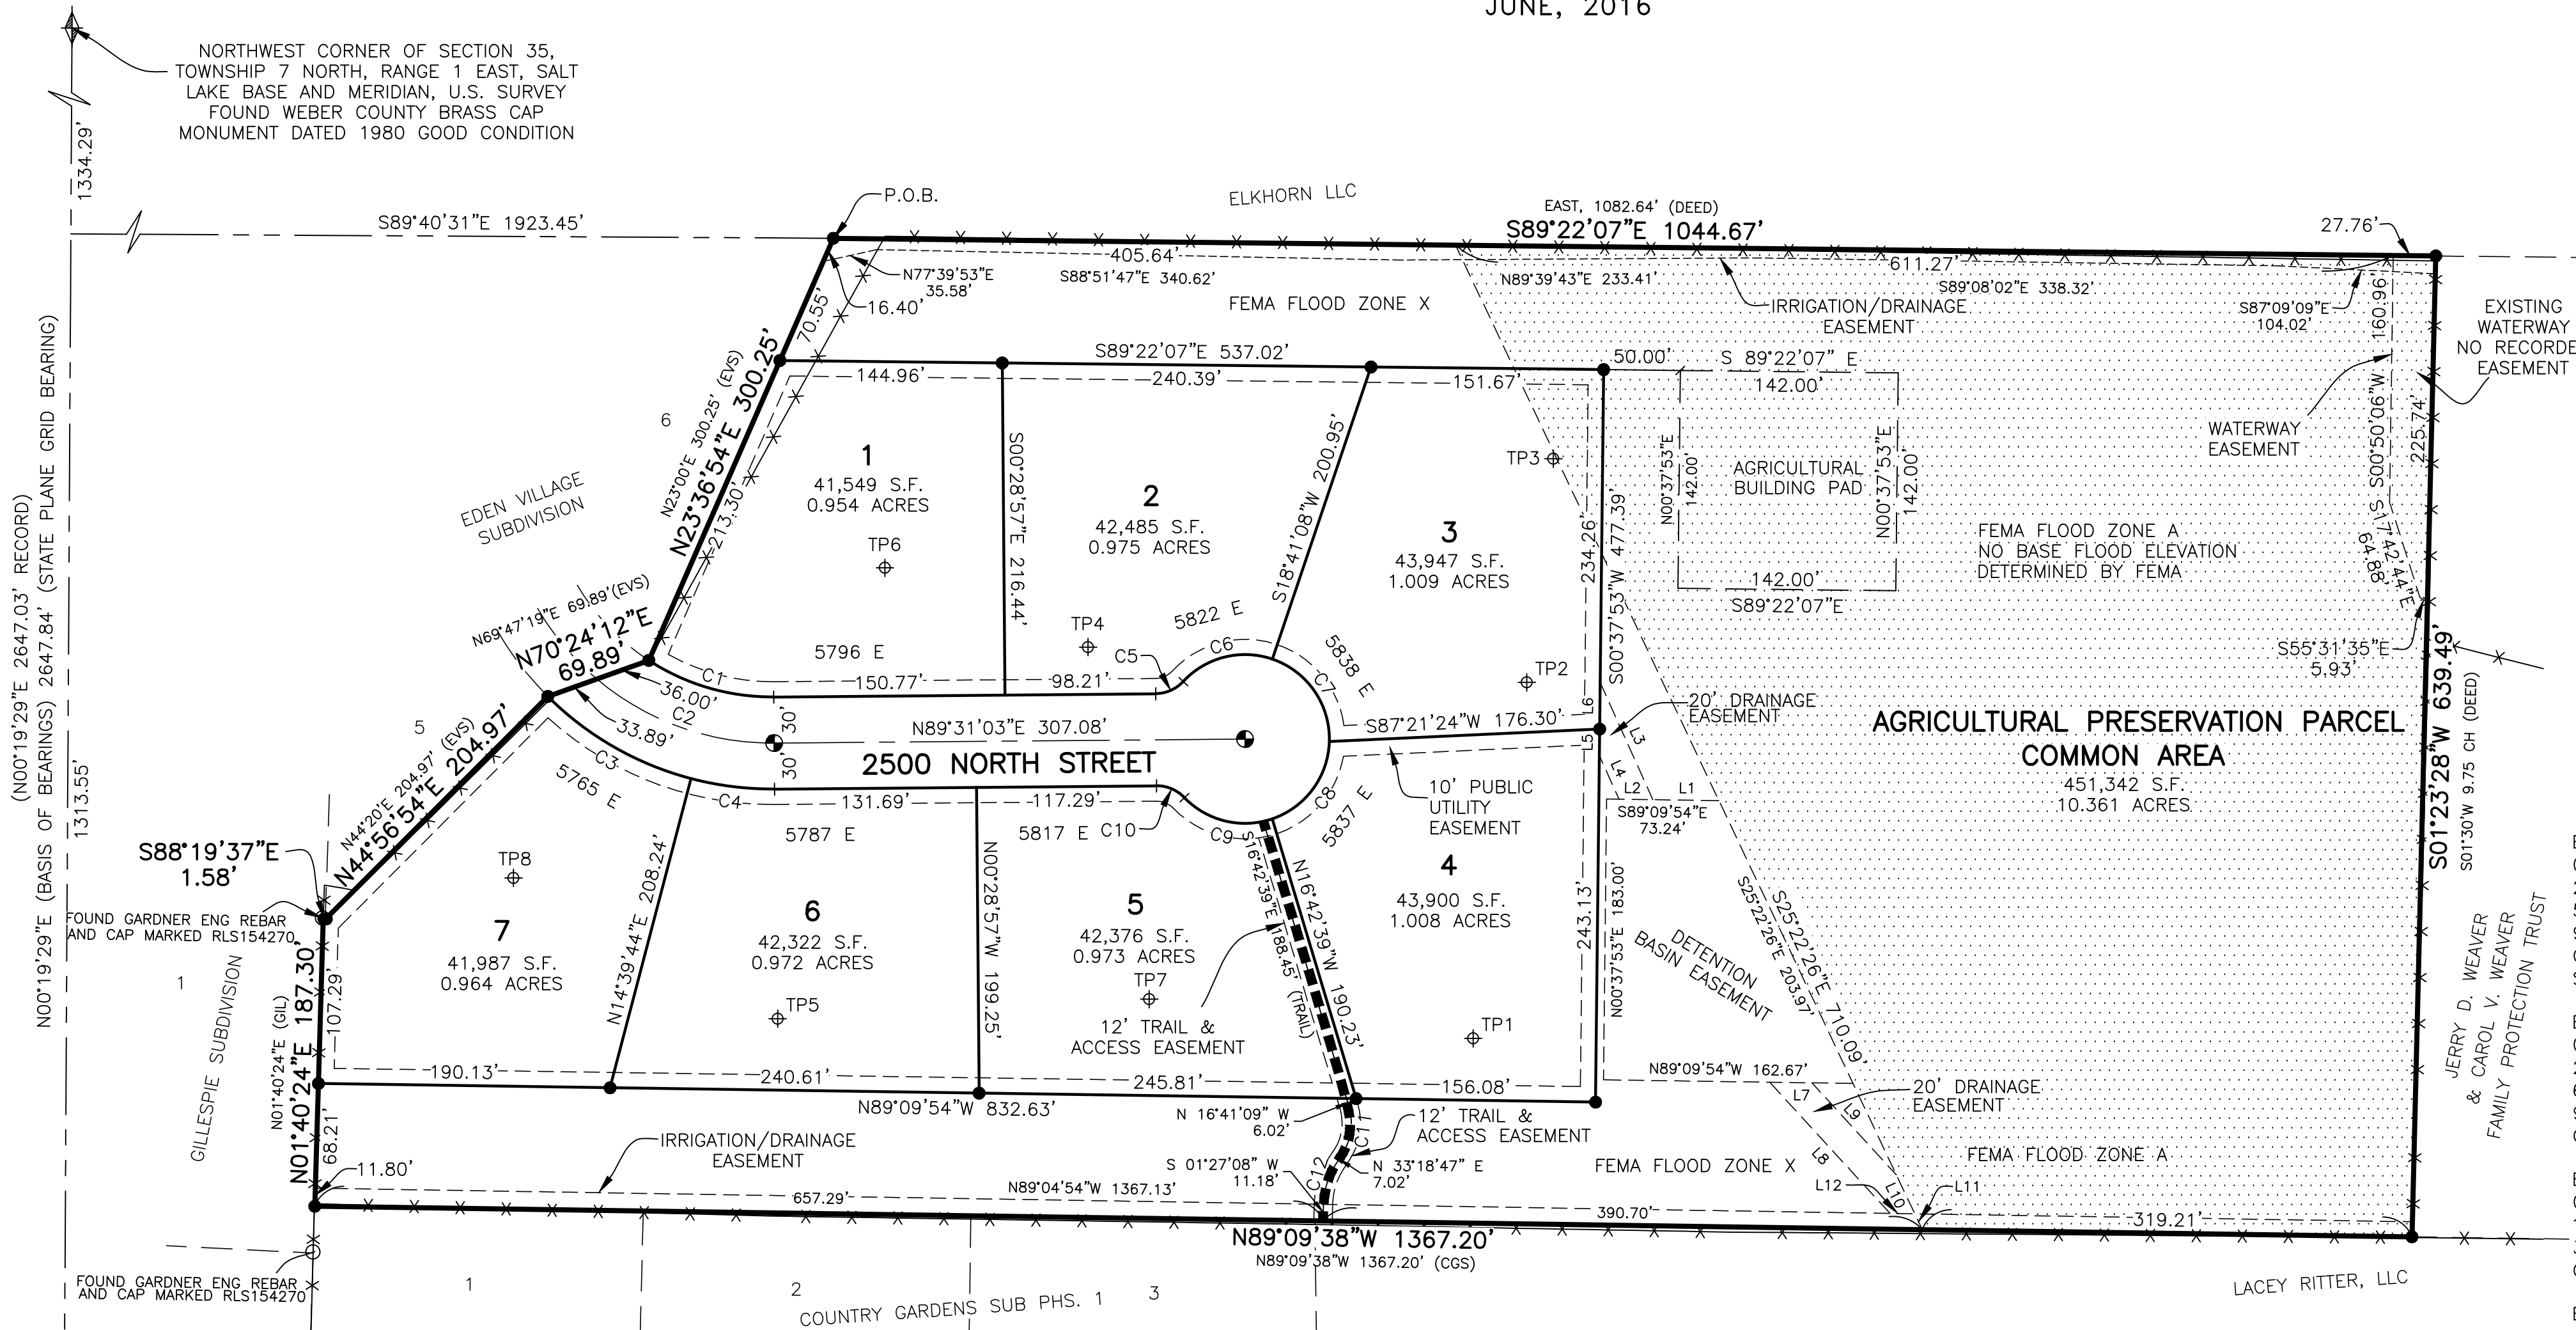 JUNE, 2016
NORTHWEST CORNER OF SECTION 35,
TOWNSHIP 7 NORTH, RANGE 1 EAST, SALT
LAKE BASE AND MERIDIAN, U.S. SURVEY
FOUND WEBER COUNTY BRASS CAP
MONUMENT DATED 1980 GOOD CONDITION
1334.29'
S89°40'31"E 1923.45'
P.O.B.
ELKHORN LLC
EAST, 1082.64' (DEED)
S89°22'07"E 1044.67'
27.76'
405.64'
N77°39'53"E
35.58'
S88°51'47"E 340.62'
N89°39'43"E 233.41'
611.27'
S89°08'02"E 338.32'
S87°09'09"E
104.02'
16.40'
70.55'
FEMA FLOOD ZONE X
IRRIGATION/DRAINAGE
EASEMENT
EXISTING
WATERWAY
NO RECORDE
EASEMENT
S89°22'07"E 537.02'
50.00'
S 89°22'07" E
142.00'
144.96'
240.39'
151.67'
N23°36'54"E 300.25'
N23°00'E 300.25' (EVS)
213.30'
6
EDEN VILLAGE
SUBDIVISION
1
41,549 S.F.
0.954 ACRES
TP6
S00°28'57"E 216.44'
2
42,485 S.F.
0.975 ACRES
TP4
S18°41'08"W 200.95'
3
43,947 S.F.
1.009 ACRES
TP3
TP2
234.26'
S00°37'53"W 477.39'
N00°37'53"E
142.00'
AGRICULTURAL
BUILDING PAD
N00°37'53"E
142.00'
142.00'
S89°22'07"E
WATERWAY
EASEMENT
S S00°50'06"W 160.96'
S17°42'44"E
64.88'
225.74'
FEMA FLOOD ZONE A
NO BASE FLOOD ELEVATION
DETERMINED BY FEMA
S55°31'35"E
5.93'
S01°23'28"W 639.49'
S01°30'W 9.75 CH (DEED)
(N00°19'29"E 2647.03' RECORD)
N00°19'29"E (BASIS OF BEARINGS) 2647.84' (STATE PLANE GRID BEARING)
1313.55'
N69°47'19"E 69.89'(EVS)
N70°24'12"E
69.89'
36.00'
33.89'
C1
C2
C3
C4
5796 E
5822 E
5838 E
C5
C6
C7
150.77'
98.21'
30'
30'
N89°31'03"E 307.08'
2500 NORTH STREET
S87°21'24"W 176.30'
L6
L5
20' DRAINAGE
EASEMENT
L3
L4
L2
L1
S89°09'54"E
73.24'
AGRICULTURAL PRESERVATION PARCEL
COMMON AREA
451,342 S.F.
10.361 ACRES
10' PUBLIC
UTILITY
EASEMENT
5
N44°56'54"E 204.97'
N44°20'E 204.97' (EVS)
5765 E
131.69'
117.29'
5787 E
5817 E
C10
C9
C8
5837 E
S88°19'37"E
1.58'
FOUND GARDNER ENG REBAR
AND CAP MARKED RLS154270
TP8
7
41,987 S.F.
0.964 ACRES
N14°39'44"E 208.24'
6
42,322 S.F.
0.972 ACRES
TP5
N00°28'57"W 199.25'
5
42,376 S.F.
0.973 ACRES
TP7
12' TRAIL &
ACCESS EASEMENT
S16°42'39"E 188.45' (TRAIL)
N16°42'39"W 190.23'
4
43,900 S.F.
1.008 ACRES
TP1
243.13'
N00°37'53"E 183.00'
DETENTION
BASIN EASEMENT
S25°22'26"E 203.97'
S25°22'26"E 710.09'
JERRY D. WEAVER
& CAROL V. WEAVER
FAMILY PROTECTION TRUST
1
GILLESPIE SUBDIVISION
N01°40'24"E 187.30'
N01°40'24"E (GIL)
107.29'
68.21'
190.13'
240.61'
245.81'
156.08'
N89°09'54"W 832.63'
N89°09'54"W 162.67'
L7
L9
20' DRAINAGE
EASEMENT
N 16°41'09" W
6.02'
C11
12' TRAIL &
ACCESS EASEMENT
IRRIGATION/DRAINAGE
EASEMENT
11.80'
S 01°27'08" W
11.18'
C12
N 33°18'47" E
7.02'
FEMA FLOOD ZONE X
L8
L12
L10
L11
FEMA FLOOD ZONE A
657.29'
N89°04'54"W 1367.13'
390.70'
319.21'
N89°09'38"W 1367.20'
N89°09'38"W 1367.20' (CGS)
FOUND GARDNER ENG REBAR
AND CAP MARKED RLS154270
1
2
3
COUNTRY GARDENS SUB PHS. 1
LACEY RITTER, LLC